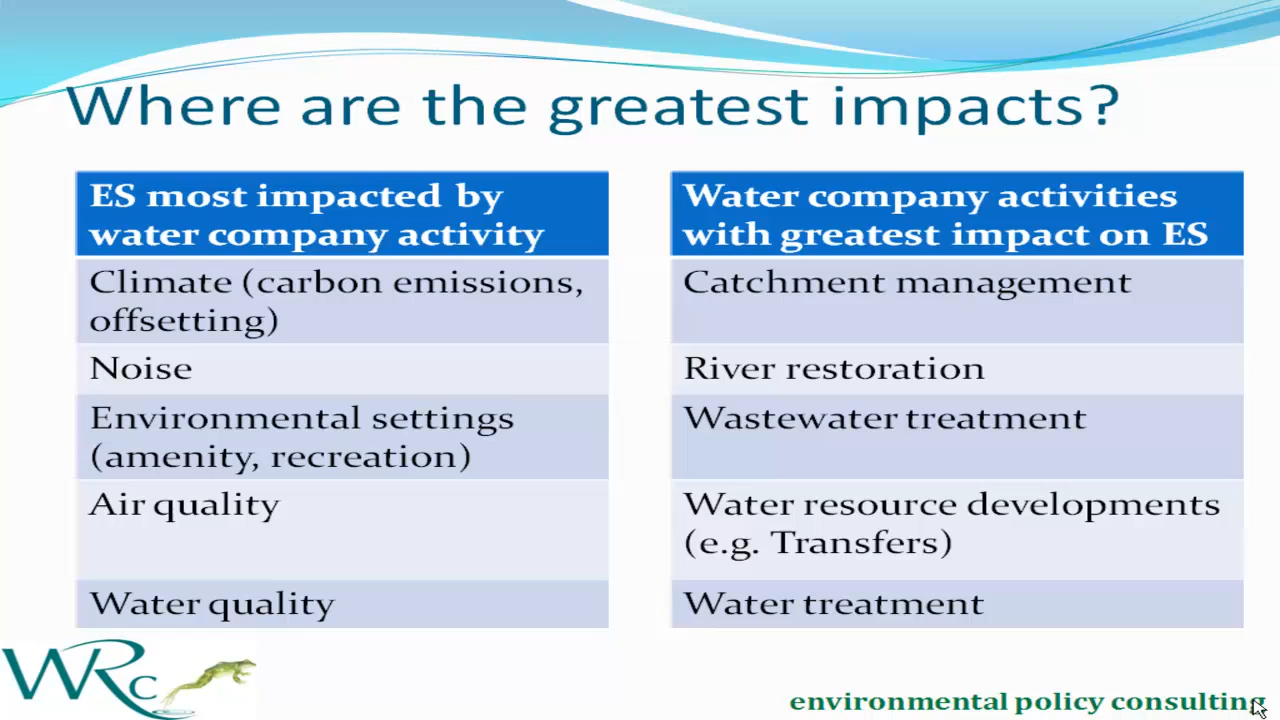 Where are the greatest impacts?
ES most impacted by
water company activity
Climate (carbon emissions,
offsetting)
Noise
Environmental settings
(amenity, recreation)
Air quality
Water quality
Water company activities
with greatest impact on ES
Catchment management
River restoration
Wastewater treatment
Water resource developments
(e.g. Transfers)
Water treatment
WRc
environmental policy consulting